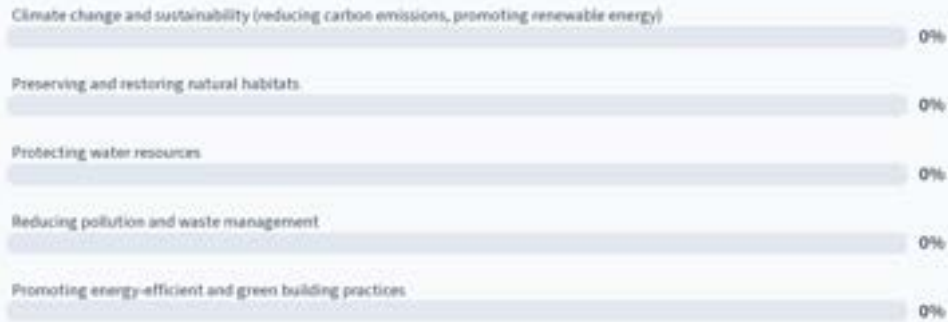 Climate change and sustainability (reducing carbon emissions, promoting renewable energy)
0%
Preserving and restoring natural habitats
0%
Protecting water resources
0%
Reducing pollution and waste management
0%
Promoting energy-efficient and green building practices
0%